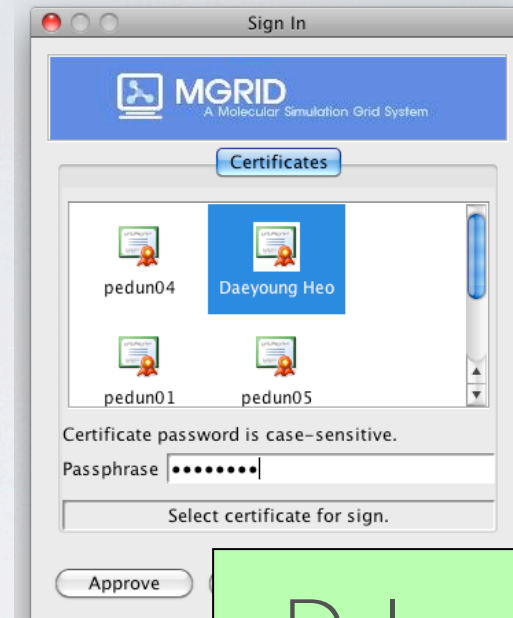 Sign In
MGRID
A Molecular Simulation Grid System
Certificates
pedun04 Daeyoung Heo
pedun01 pedun05
Certificate password is case-sensitive.
Passphrase ••••••••
Select certificate for sign.
Approve